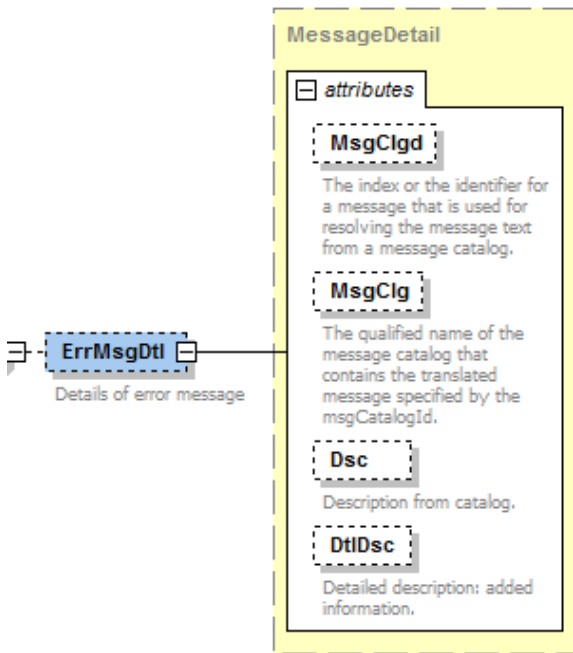 MessageDetail
attributes
MsgClgd
The index or the identifier for
a message that is used for
resolving the message text
from a message catalog.
MsgClg
The qualified name of the
message catalog that
contains the translated
message specified by the
msgCatalogId.
ErrMsgDtl
Details of error message
Dsc
Description from catalog.
DtlDsc
Detailed description: added
information.